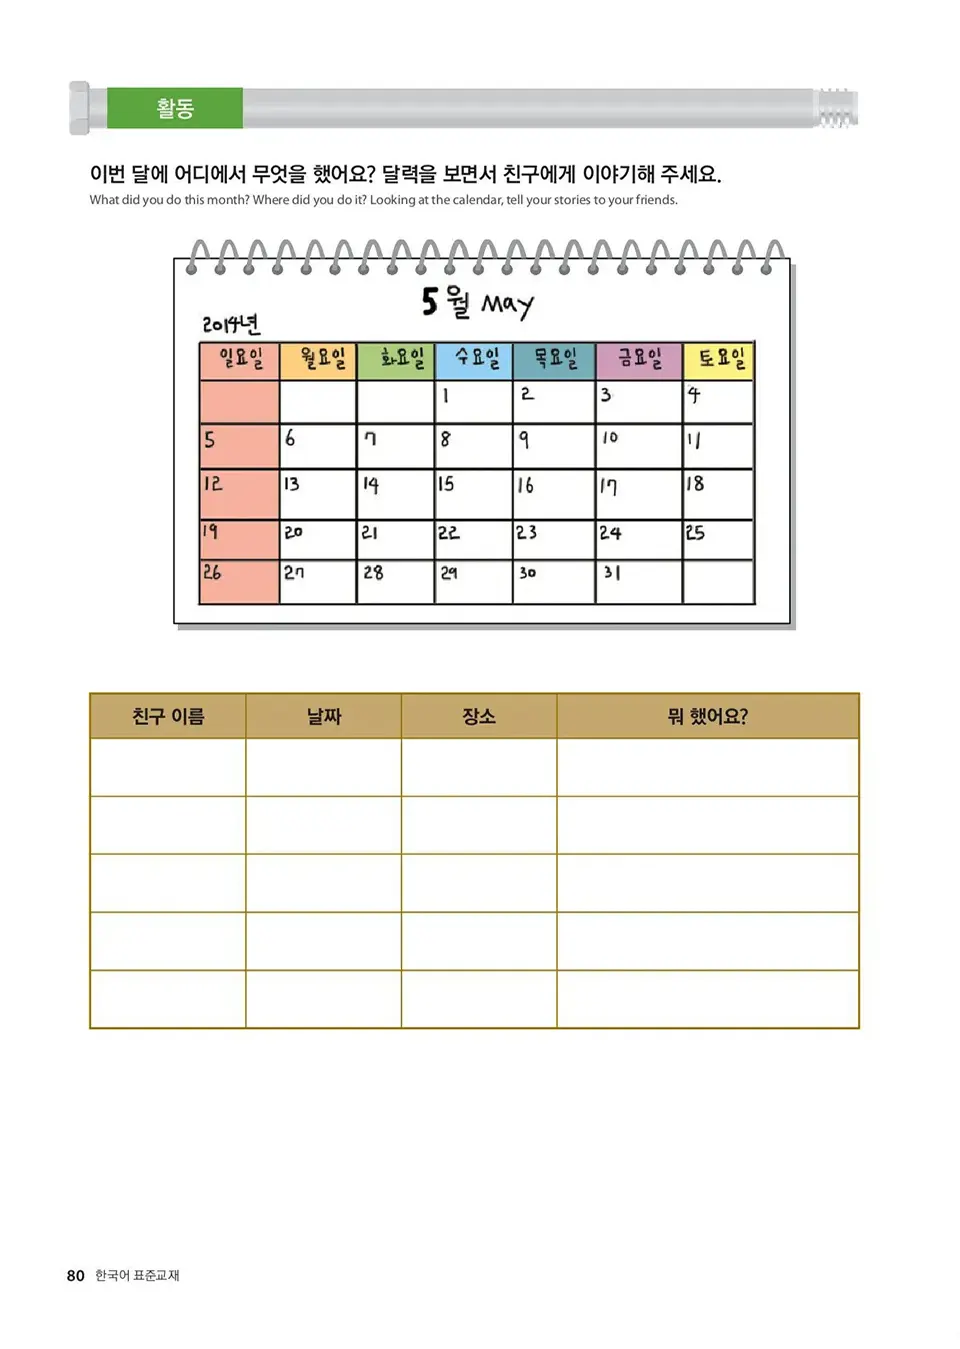 활동
이번 달에 어디에서 무엇을 했어요? 달력을 보면서 친구에게 이야기해 주세요.
What did you do this month? Where did you do it? Looking at the calendar, tell your stories to your friends.
5월 May
2014년
일요일 월요일 화요일 수요일 목요일 금요일 토요일
1 2 3 4
5 6 7 8 9 10 11
12 13 14 15 16 17 18
19 20 21 22 23 24 25
26 27 28 29 30 31
친구 이름 날짜 장소 뭐 했어요?
80 한국어 표준교재